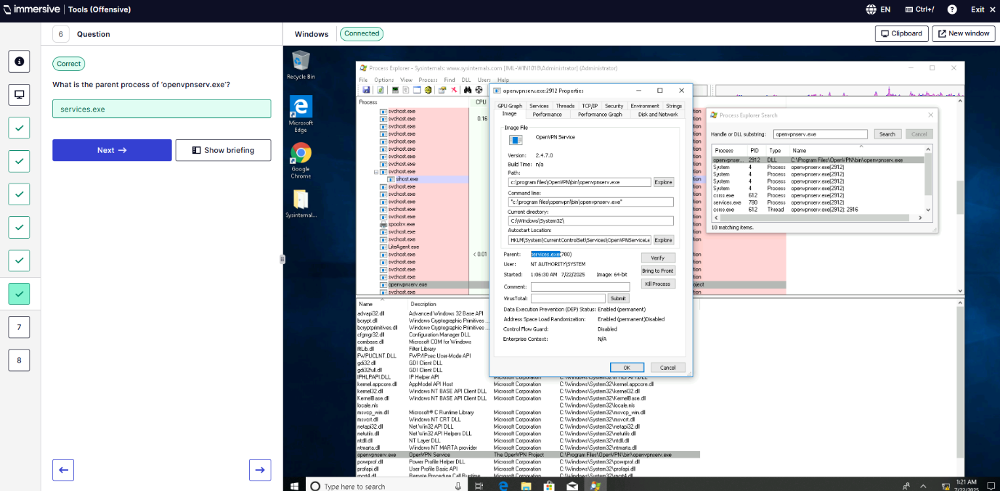 immersive | Tools (Offensive)
EN
Ctrl+/
Exit
6
Question
Correct
What is the parent process of 'openvpnserv.exe'?
services.exe
Next →
Show briefing
7
8
Windows
Connected
Clipboard
New window
Recycle Bin
Microsoft
Edge
Google
Chrome
Sysinternal...
Process Explorer - Sysinternals: www.sysinternals.com [IML-WIN1018\Administrator] (Administrator)
File Options View Process Find DLL Users Help
Process
CPU
svchost.exe
svchost.exe 0.16
svchost.exe
svchost.exe
svchost.exe
svchost.exe
svchost.exe
svchost.exe
svchost.exe
sihost.exe
svchost.exe
svchost.exe
svchost.exe
svchost.exe
svchost.exe
spoolsv.exe
svchost.exe
svchost.exe
LiteAgent.exe
svchost.exe < 0.01
svchost.exe
svchost.exe
svchost.exe
openvpnserv.exe
svchost.exe
openvpnserv.exe:2912 Properties
GPU Graph Services Threads TCP/IP Security Environment Strings
Image Performance Performance Graph Disk and Network
Image File
OpenVPN Service
Version: 2.4.7.0
Build Time: n/a
Path:
c:\program files\OpenVPN\bin\openvpnserv.exe
Explore
Command line:
"c:\program files\openvpn\bin\openvpnserv.exe"
Current directory:
C:\Windows\System32\
Autostart Location:
HKLM\System\CurrentControlSet\Services\OpenVPNServiceLe
Explore
Parent: services.exe(780)
Verify
User: NT AUTHORITY\SYSTEM
Bring to Front
Started: 1:06:30 AM 7/22/2025 Image: 64-bit
Kill Process
Comment:
VirusTotal:
Submit
Data Execution Prevention (DEP) Status: Enabled (permanent)
Address Space Load Randomization: Enabled (permanent)Disabled
Control Flow Guard: Disabled
Enterprise Context: N/A
OK
Cancel
Process Explorer Search
Handle or DLL substring:
openvpnserv.exe
Search
Cancel
Process PID Type Name
openvpnser... 2912 DLL C:\Program Files\OpenVPN\bin\openvpnserv.exe
System 4 Process openvpnserv.exe(2912)
System 4 Process openvpnserv.exe(2912)
System 4 Process openvpnserv.exe(2912)
System 4 Process openvpnserv.exe(2912)
csrss.exe 612 Process openvpnserv.exe(2912)
services.exe 780 Process openvpnserv.exe(2912)
csrss.exe 612 Thread openvpnserv.exe(2912): 2916
10 matching items.
Name Description
advapi32.dll Advanced Windows 32 Base API
bcrypt.dll Windows Cryptographic Primitives ...
bcryptprimitives.dll Windows Cryptographic Primitives ...
cfgmgr32.dll Configuration Manager DLL
combase.dll Microsoft COM for Windows
fltLib.dll Filter Library
FWPUCLNT.DLL FWP/IPsec User-Mode API
gdi32.dll GDI Client DLL
gdi32full.dll GDI Client DLL
IPHLPAPI.DLL IP Helper API Microsoft Corporation C:\Windows\System32\IPHLPAPI.DLL
kernel.appcore.dll AppModel API Host Microsoft Corporation C:\Windows\System32\kernel.appcore.dll
kernel32.dll Windows NT BASE API Client DLL Microsoft Corporation C:\Windows\System32\kernel32.dll
KernelBase.dll Windows NT BASE API Client DLL Microsoft Corporation C:\Windows\System32\KernelBase.dll
locale.nls C:\Windows\System32\locale.nls
msvcp_win.dll Microsoft® C Runtime Library Microsoft Corporation C:\Windows\System32\msvcp_win.dll
msvcrt.dll Windows NT CRT DLL Microsoft Corporation C:\Windows\System32\msvcrt.dll
netapi32.dll Net Win32 API DLL Microsoft Corporation C:\Windows\System32\netapi32.dll
netutils.dll Net Win32 API Helpers DLL Microsoft Corporation C:\Windows\System32\netutils.dll
ntdll.dll NT Layer DLL Microsoft Corporation C:\Windows\System32\ntdll.dll
ntmarta.dll Windows NT MARTA provider Microsoft Corporation C:\Windows\System32\ntmarta.dll
openvpnserv.exe OpenVPN Service The OpenVPN Project C:\Program Files\OpenVPN\bin\openvpnserv.exe
powrprof.dll Power Profile Helper DLL Microsoft Corporation C:\Windows\System32\powrprof.dll
profapi.dll User Profile Basic API Microsoft Corporation C:\Windows\System32\profapi.dll
rpcrt4.dll Remote Procedure Call Runtime Microsoft Corporation C:\Windows\System32\rpcrt4.dll
Type here to search
1:21 AM
7/22/2025